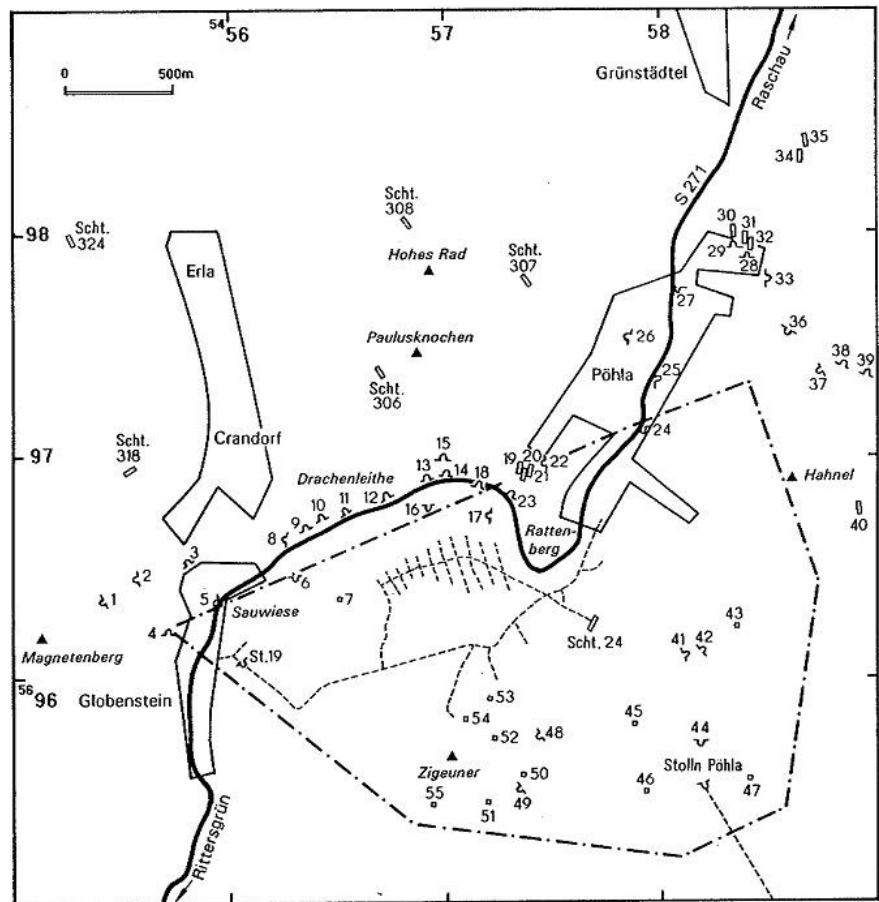 54
56
57
58
0
500m
Grünstädtel
Raschau
35
34
S 271
Scht.
308
Scht.
324
98
Hohes Rad
Scht.
307
30
31
32
29
28
33
Erla
27
Paulusknochen
26
36
38
39
37
Pöhla
25
Scht.
306
24
Crandorf
97
Scht.
318
Drachenleithe
15
13
14
18
19
20
21
22
23
Hahnel
12
11
10
9
8
16
17
Ratten-
berg
40
3
2
1
5
6
7
Sauwiese
4
Magnetenberg
St.19
Scht. 24
43
41
42
56
96
Globenstein
53
54
52
48
45
44
Zigeuner
Stolln Pöhla
50
49
46
47
55
51
Rittersgrün